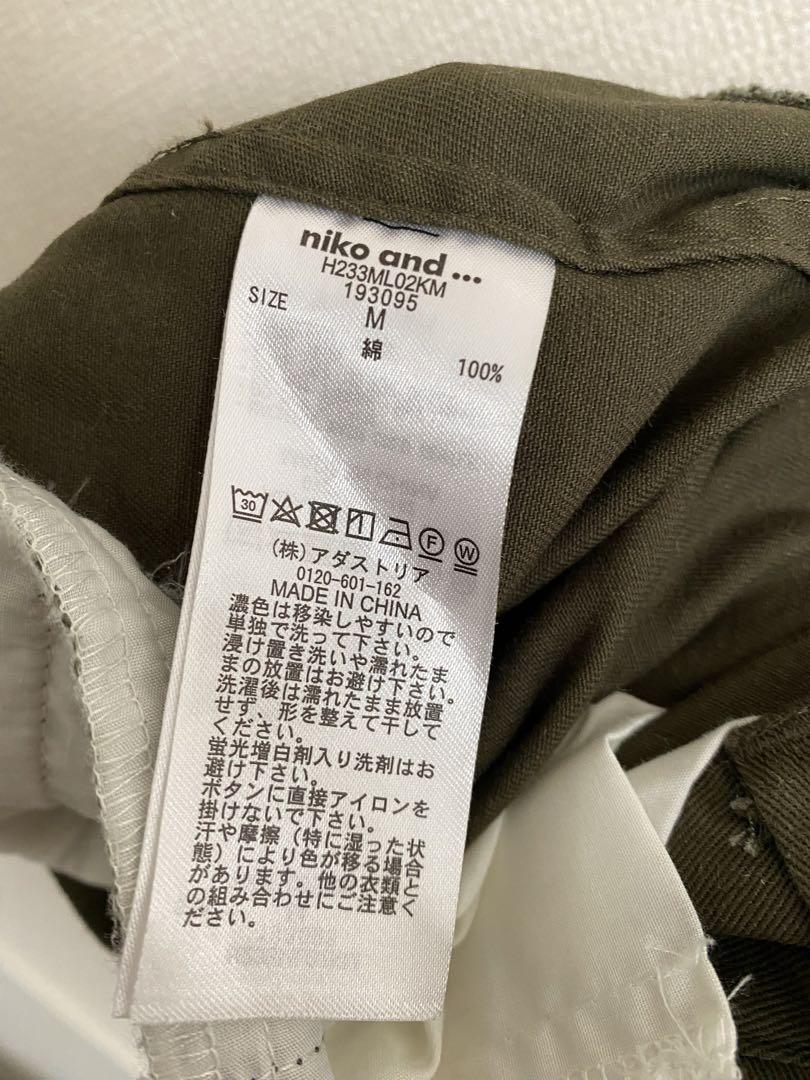 niko and ...
H233ML02KM
193095
SIZE M
綿 100%
30 F W
(株)アダストリア
0120-601-162
MADE IN CHINA
濃色は移染しやすいので
単独で洗って下さい。
浸け置き洗いや濡れたま
まの放置はお避け下さい。
洗濯後は濡れたまま放置
せず、形を整えて干して
ください。
蛍光増白剤入り洗剤はお
避け下さい。
ボタンに直接アイロンを
掛けないで下さい。
汗や摩擦（特に湿った状
態）により色が移る場合
があります。他の衣類と
の組み合わせにご注意く
ださい。